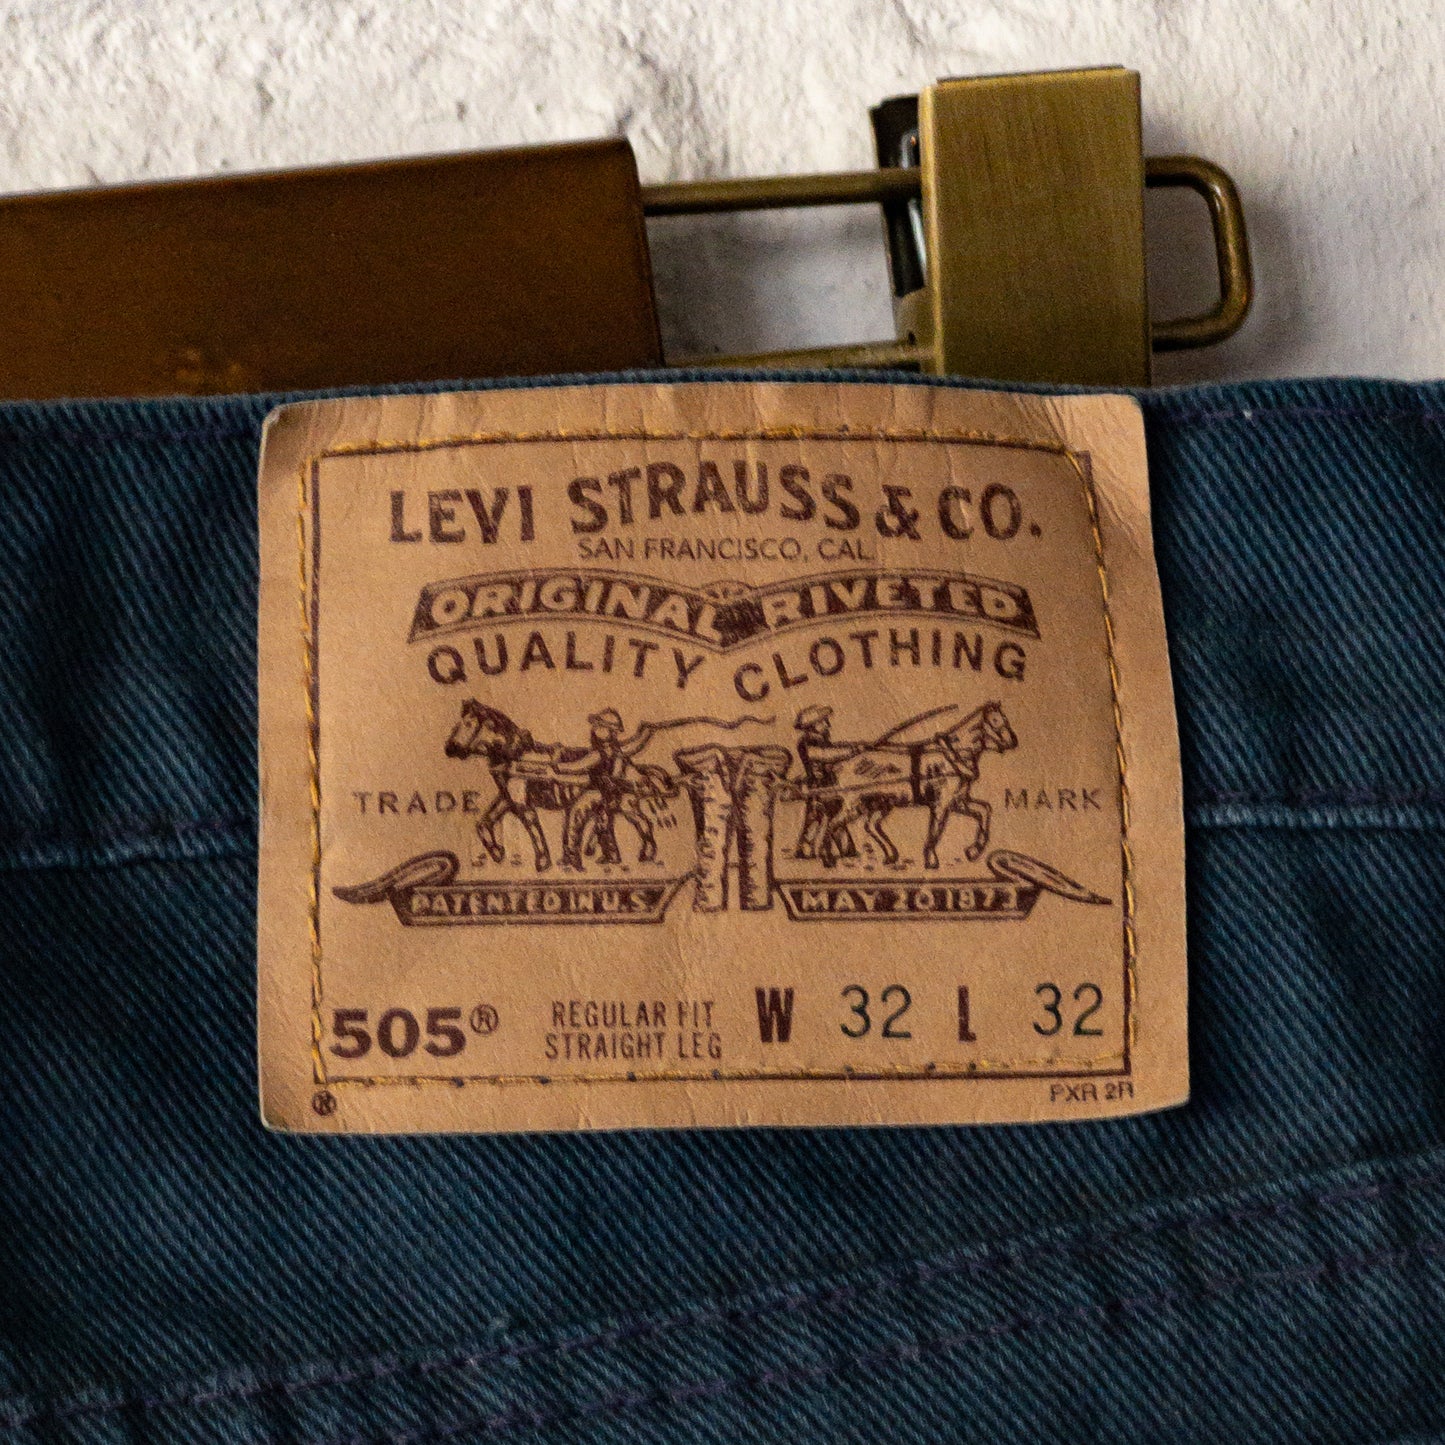 LEVI STRAUSS & CO.
SAN FRANCISCO, CAL.
ORIGINAL RIVETED
QUALITY CLOTHING
TRADE MARK
PATENTED IN U.S. MAY 20 1873
505® REGULAR FIT
STRAIGHT LEG W 32 L 32
PXR 2R